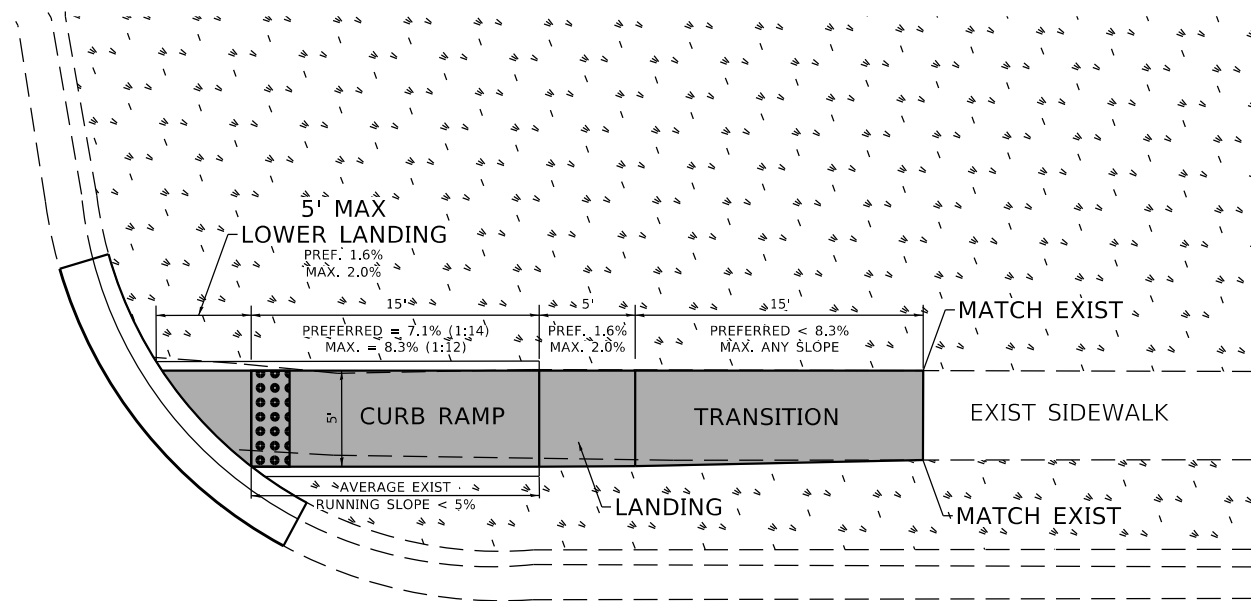 5' MAX
LOWER LANDING
PREF. 1.6%
MAX. 2.0%
15'
5'
15'
PREFERRED = 7.1% (1:14)
MAX. = 8.3% (1:12)
PREF. 1.6%
MAX. 2.0%
PREFERRED < 8.3%
MAX. ANY SLOPE
MATCH EXIST
5'
CURB RAMP
TRANSITION
EXIST SIDEWALK
AVERAGE EXIST
RUNNING SLOPE < 5%
LANDING
MATCH EXIST